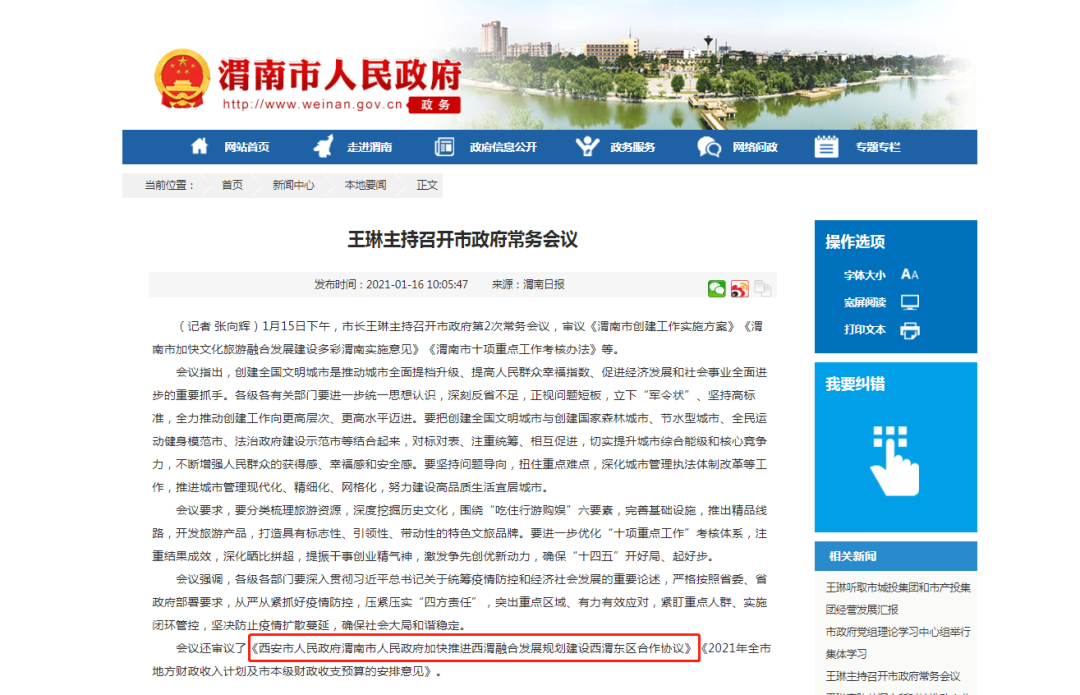 渭南市人民政府
http://www.weinan.gov.cn 政务
网站首页 走进渭南 政府信息公开 政务服务 网络问政 专题专栏
当前位置： 首页 新闻中心 本地要闻 正文
王琳主持召开市政府常务会议
发布时间：2021-01-16 10:05:47 来源：渭南日报
（记者 张向辉）1月15日下午，市长王琳主持召开市政府第2次常务会议，审议《渭南市创建工作实施方案》《渭
南市加快文化旅游融合发展建设多彩渭南实施意见》《渭南市十项重点工作考核办法》等。
会议指出，创建全国文明城市是推动城市全面提档升级、提高人民群众幸福指数、促进经济发展和社会事业全面进
步的重要抓手。各级各有关部门要进一步统一思想认识，深刻反省不足，正视问题短板，立下“军令状”、坚持高标
准，全力推动创建工作向更高层次、更高水平迈进。要把创建全国文明城市与创建国家森林城市、节水型城市、全民运
动健身模范市、法治政府建设示范市等结合起来，对标对表、注重统筹、相互促进，切实提升城市综合能级和核心竞争
力，不断增强人民群众的获得感、幸福感和安全感。要坚持问题导向，扭住重点难点，深化城市管理执法体制改革等工
作，推进城市管理现代化、精细化、网格化，努力建设高品质生活宜居城市。
会议要求，要分类梳理旅游资源，深度挖掘历史文化，围绕“吃住行游购娱”六要素，完善基础设施，推出精品线
路，开发旅游产品，打造具有标志性、引领性、带动性的特色文旅品牌。要进一步优化“十项重点工作”考核体系，注
重结果成效，深化晒比拼超，提振干事创业精气神，激发争先创优新动力，确保“十四五”开好局、起好步。
会议强调，各级各部门要深入贯彻习近平总书记关于统筹疫情防控和经济社会发展的重要论述，严格按照省委、省
政府部署要求，从严从紧抓好疫情防控，压紧压实“四方责任”，突出重点区域、有力有效应对，紧盯重点人群、实施
闭环管控，坚决防止疫情扩散蔓延，确保社会大局和谐稳定。
会议还审议了《西安市人民政府渭南市人民政府加快推进西渭融合发展规划建设西渭东区合作协议》《2021年全市
地方财政收入计划及市本级财政收支预算的安排意见》。
操作选项
字体大小 AA
宽屏阅读
打印文本
我要纠错
相关新闻
王琳听取市城投集团和市产投集
团经营发展汇报
市政府党组理论学习中心组举行
集体学习
王琳主持召开市政府常务会议